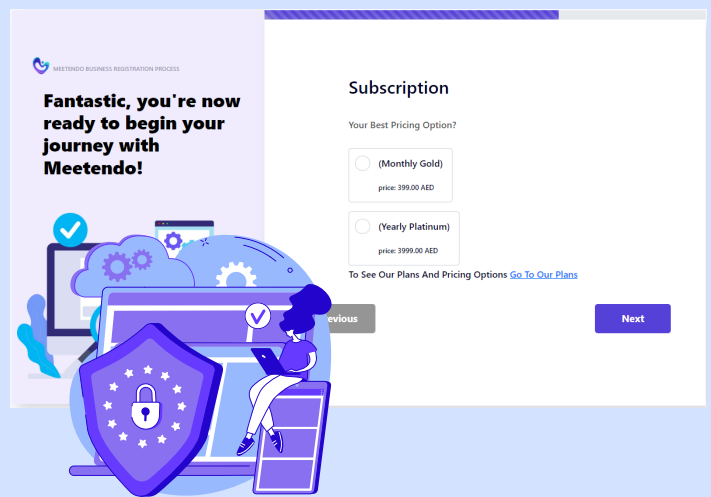 MEETENDO BUSINESS REGISTRATION PROCESS
Fantastic, you're now
ready to begin your
journey with
Meetendo!
Subscription
Your Best Pricing Option?
(Monthly Gold)
price: 399.00 AED
(Yearly Platinum)
price: 3999.00 AED
To See Our Plans And Pricing Options Go To Our Plans
Next